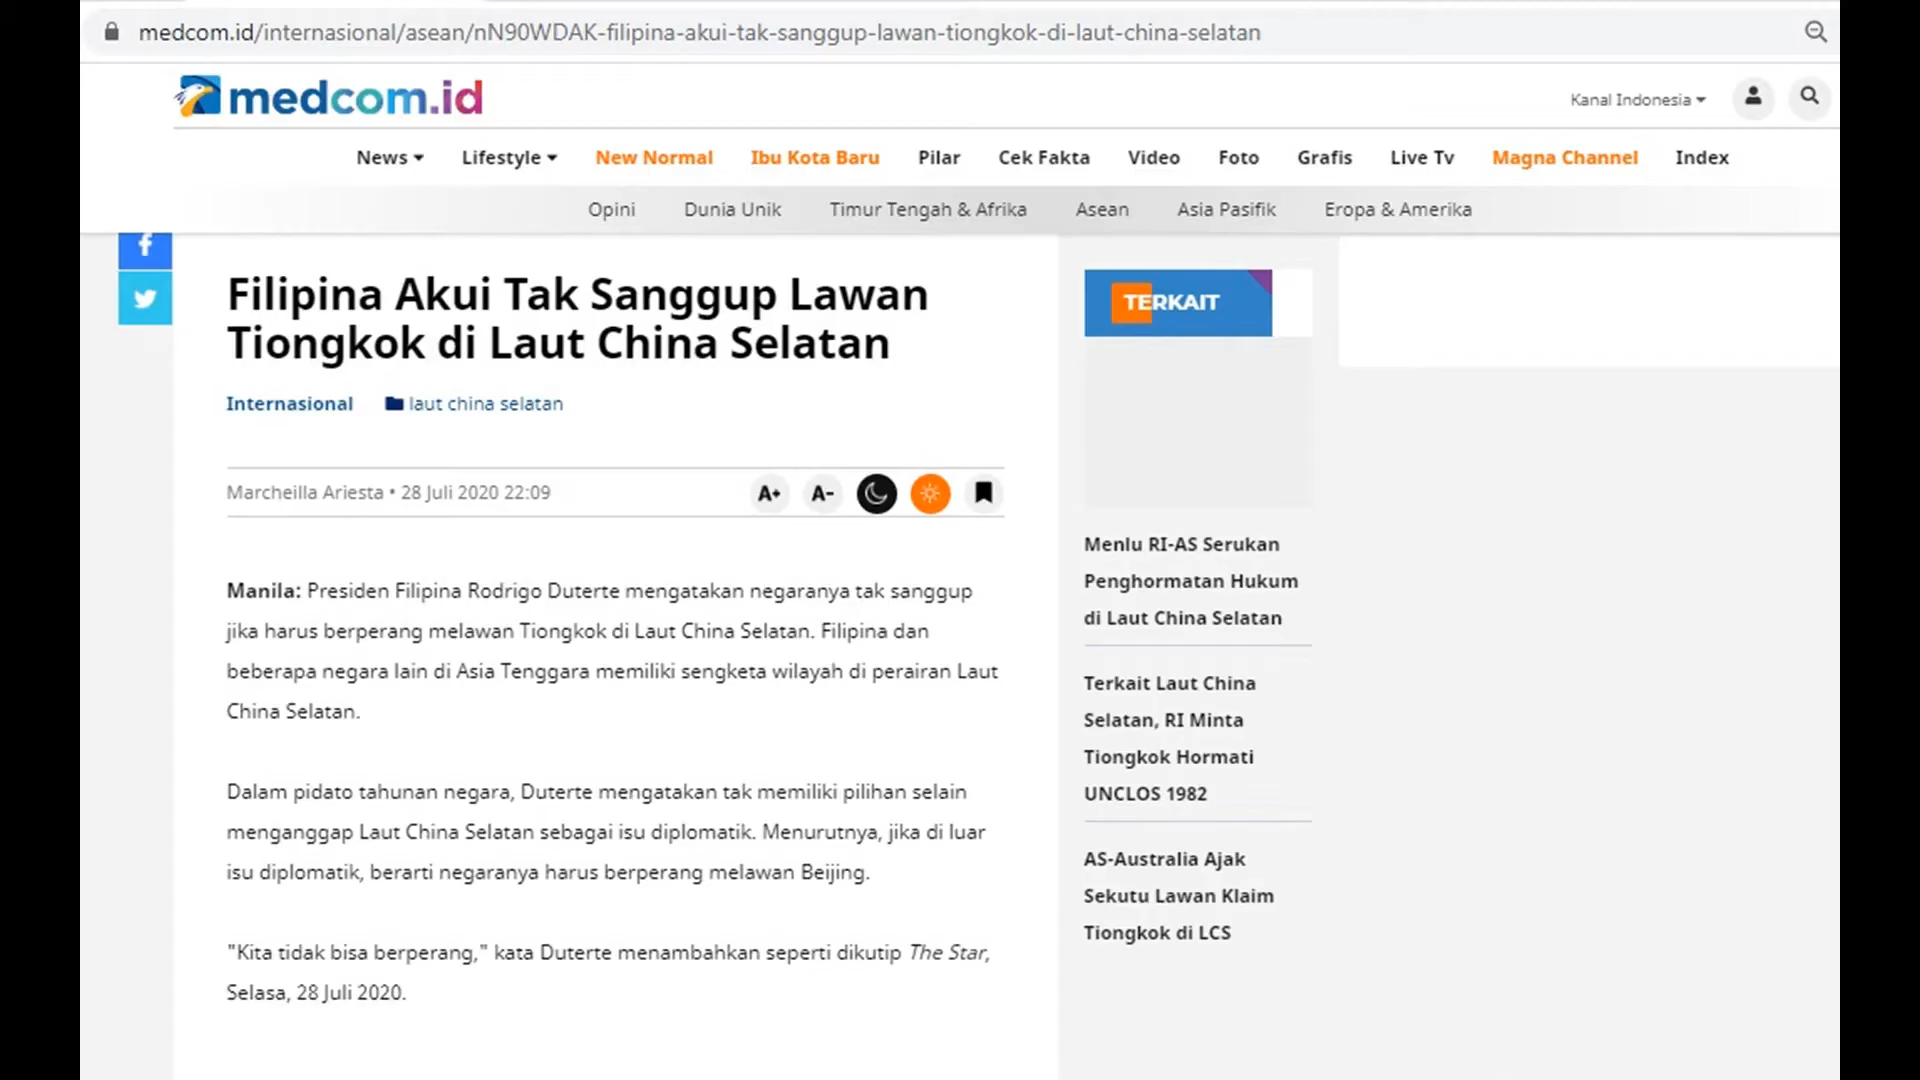 medcom.id/internasional/asean/nN90WDAK-filipina-akui-tak-sanggup-lawan-tiongkok-di-laut-china-selatan
medcom.id
Kanal Indonesia
News
Lifestyle
New Normal
Ibu Kota Baru
Pilar
Cek Fakta
Video
Foto
Grafis
Live Tv
Magna Channel
Index
Opini
Dunia Unik
Timur Tengah & Afrika
Asean
Asia Pasifik
Eropa & Amerika
Filipina Akui Tak Sanggup Lawan
Tiongkok di Laut China Selatan
Internasional
laut china selatan
Marcheilla Ariesta • 28 Juli 2020 22:09
A+
A-
Manila: Presiden Filipina Rodrigo Duterte mengatakan negaranya tak sanggup
jika harus berperang melawan Tiongkok di Laut China Selatan. Filipina dan
beberapa negara lain di Asia Tenggara memiliki sengketa wilayah di perairan Laut
China Selatan.
Dalam pidato tahunan negara, Duterte mengatakan tak memiliki pilihan selain
menganggap Laut China Selatan sebagai isu diplomatik. Menurutnya, jika di luar
isu diplomatik, berarti negaranya harus berperang melawan Beijing.
"Kita tidak bisa berperang," kata Duterte menambahkan seperti dikutip The Star,
Selasa, 28 Juli 2020.
TERKAIT
Menlu RI-AS Serukan
Penghormatan Hukum
di Laut China Selatan
Terkait Laut China
Selatan, RI Minta
Tiongkok Hormati
UNCLOS 1982
AS-Australia Ajak
Sekutu Lawan Klaim
Tiongkok di LCS